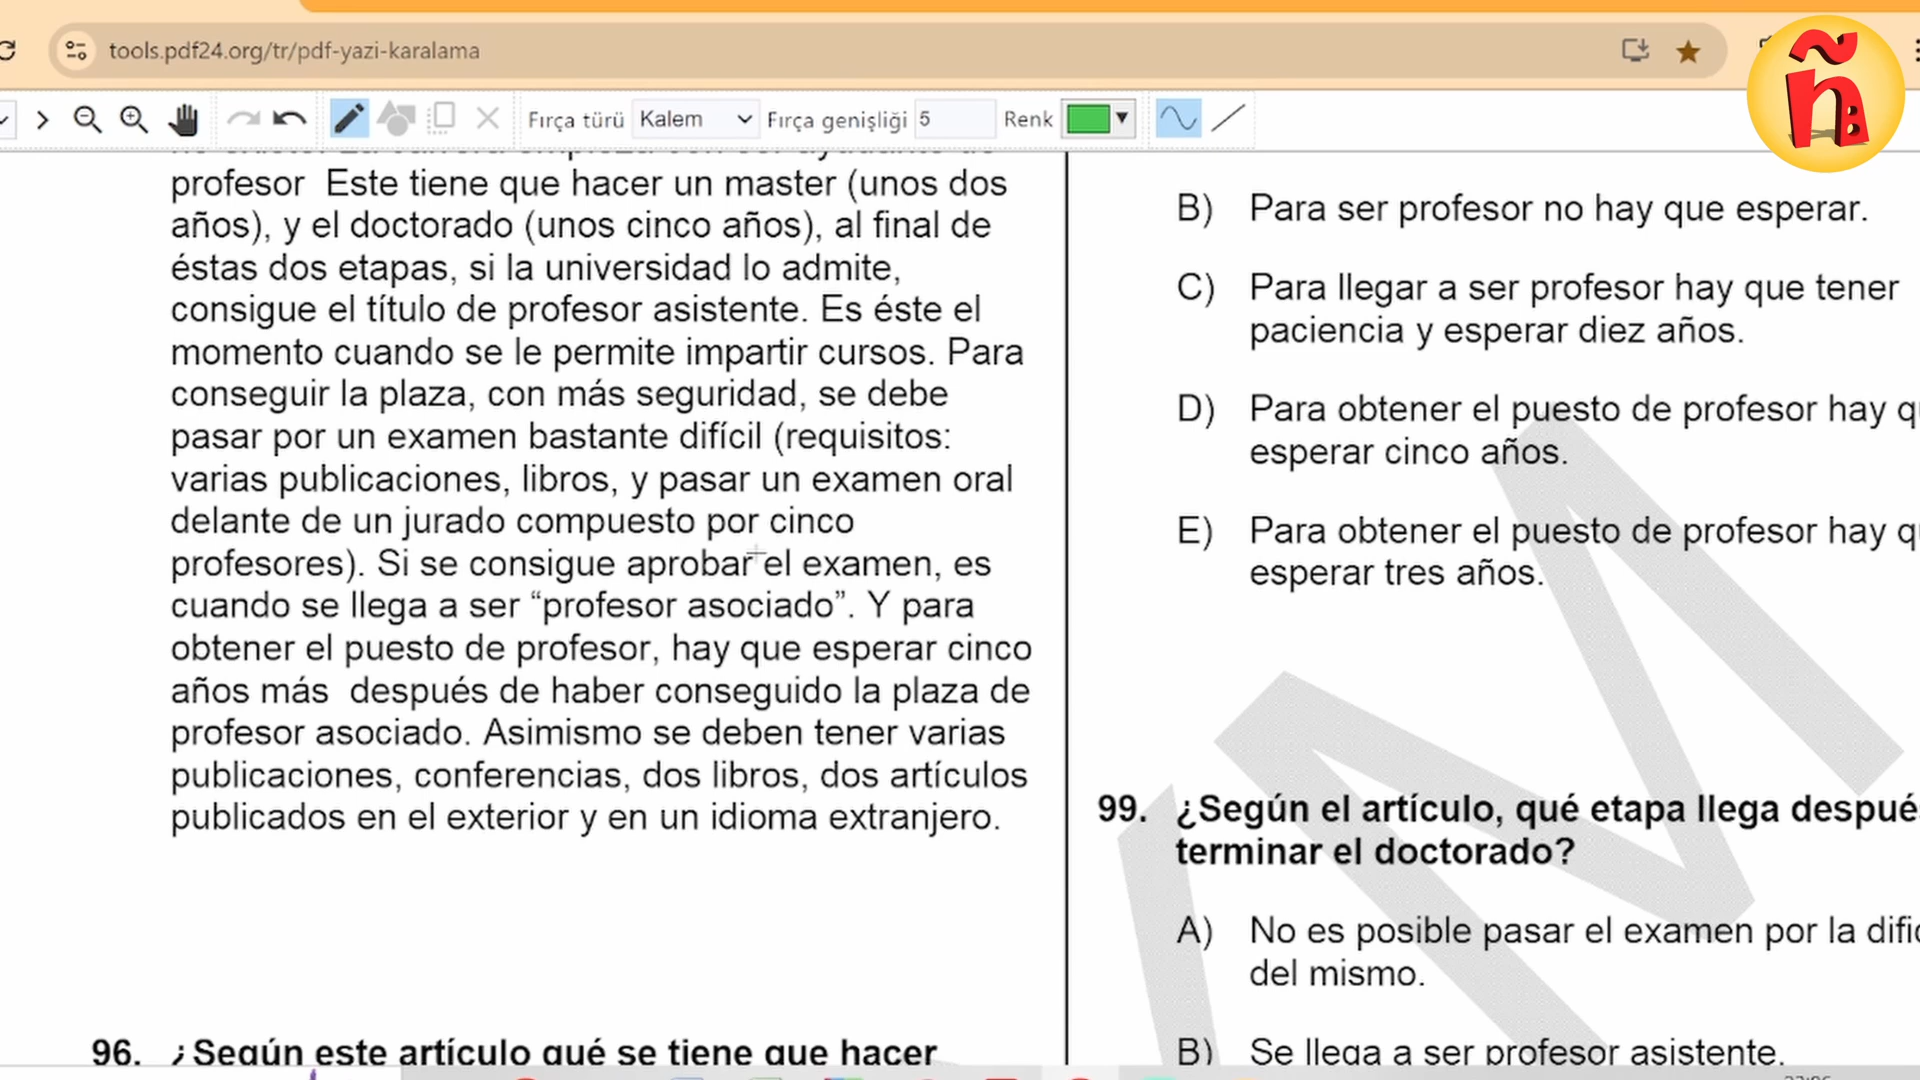 tools.pdf24.org/tr/pdf-yazi-karalama
Fırça türü Kalem Fırça genişliği 5 Renk
ñ
profesor Este tiene que hacer un master (unos dos
años), y el doctorado (unos cinco años), al final de
éstas dos etapas, si la universidad lo admite,
consigue el título de profesor asistente. Es éste el
momento cuando se le permite impartir cursos. Para
conseguir la plaza, con más seguridad, se debe
pasar por un examen bastante difícil (requisitos:
varias publicaciones, libros, y pasar un examen oral
delante de un jurado compuesto por cinco
profesores). Si se consigue aprobar el examen, es
cuando se llega a ser “profesor asociado”. Y para
obtener el puesto de profesor, hay que esperar cinco
años más después de haber conseguido la plaza de
profesor asociado. Asimismo se deben tener varias
publicaciones, conferencias, dos libros, dos artículos
publicados en el exterior y en un idioma extranjero.
96. ¿Según este artículo qué se tiene que hacer
B) Para ser profesor no hay que esperar.
C) Para llegar a ser profesor hay que tener
paciencia y esperar diez años.
D) Para obtener el puesto de profesor hay
esperar cinco años.
E) Para obtener el puesto de profesor hay
esperar tres años.
99. ¿Según el artículo, qué etapa llega
terminar el doctorado?
A) No es posible pasar el examen por la
del mismo.
B) Se llega a ser profesor asistente.